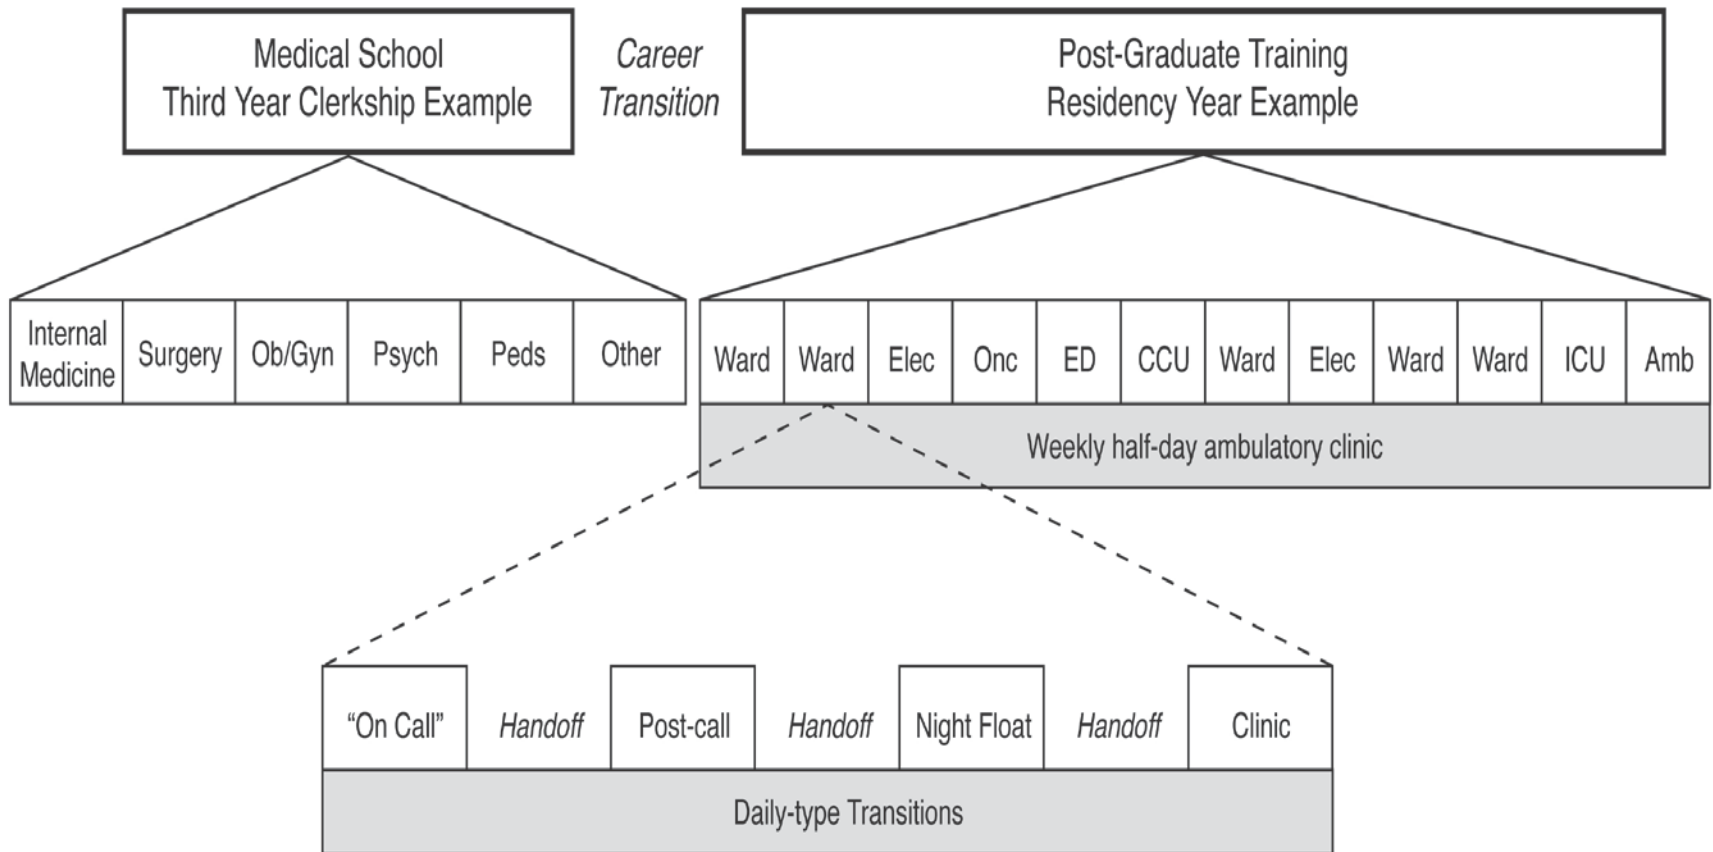 Medical School
Third Year Clerkship Example
Career
Transition
Post-Graduate Training
Residency Year Example
Internal
Medicine
Surgery
Ob/Gyn
Psych
Peds
Other
Ward
Ward
Elec
Onc
ED
CCU
Ward
Elec
Ward
Ward
ICU
Amb
Weekly half-day ambulatory clinic
“On Call”
Handoff
Post-call
Handoff
Night Float
Handoff
Clinic
Daily-type Transitions